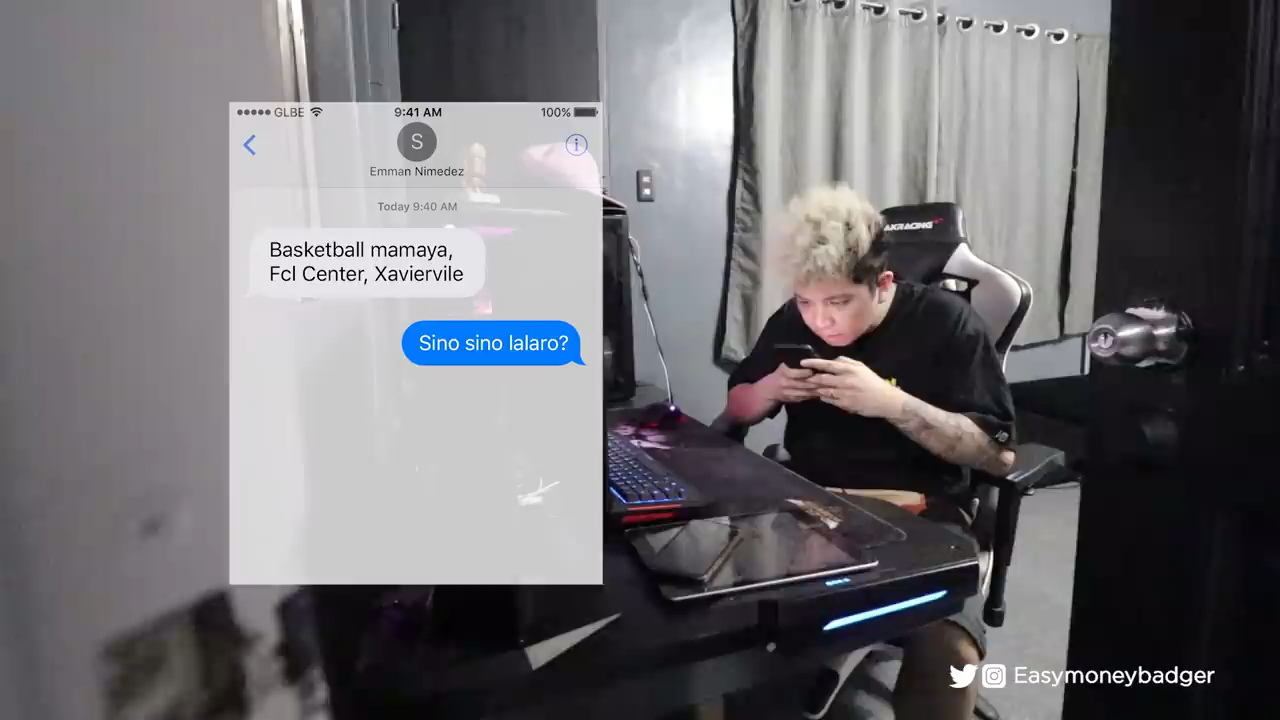 GLBE
9:41 AM
100%
S
Emman Nimedez
Today 9:40 AM
Basketball mamaya,
Fcl Center, Xaviervile
Sino sino lalaro?
AKRACING
Easymoneybadger